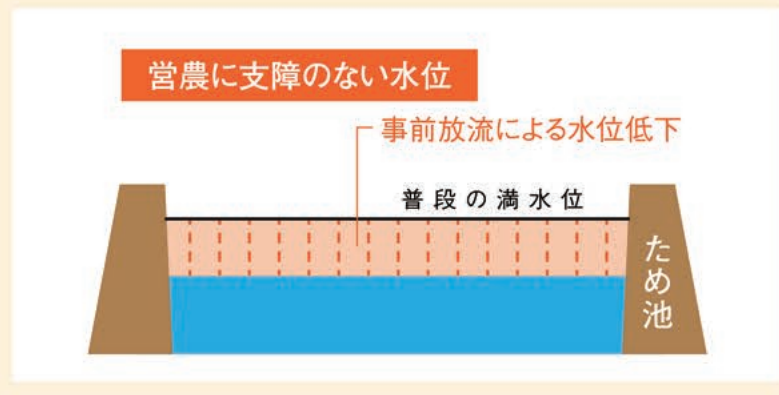 営農に支障のない水位
事前放流による水位低下
普段の満水位
ため池